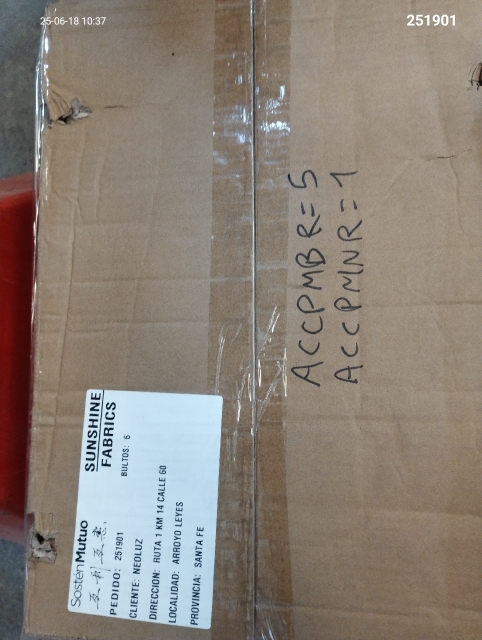 25-06-18 10:37
251901
ACCPMBR=5
ACCPMNR=1
SosténMutuo
SUNSHINE
FABRICS
PEDIDO: 251901
BULTOS: 6
CLIENTE: NEOLUZ
DIRECCION: RUTA 1 KM 14 CALLE 60
LOCALIDAD: ARROYO LEYES
PROVINCIA: SANTA FE